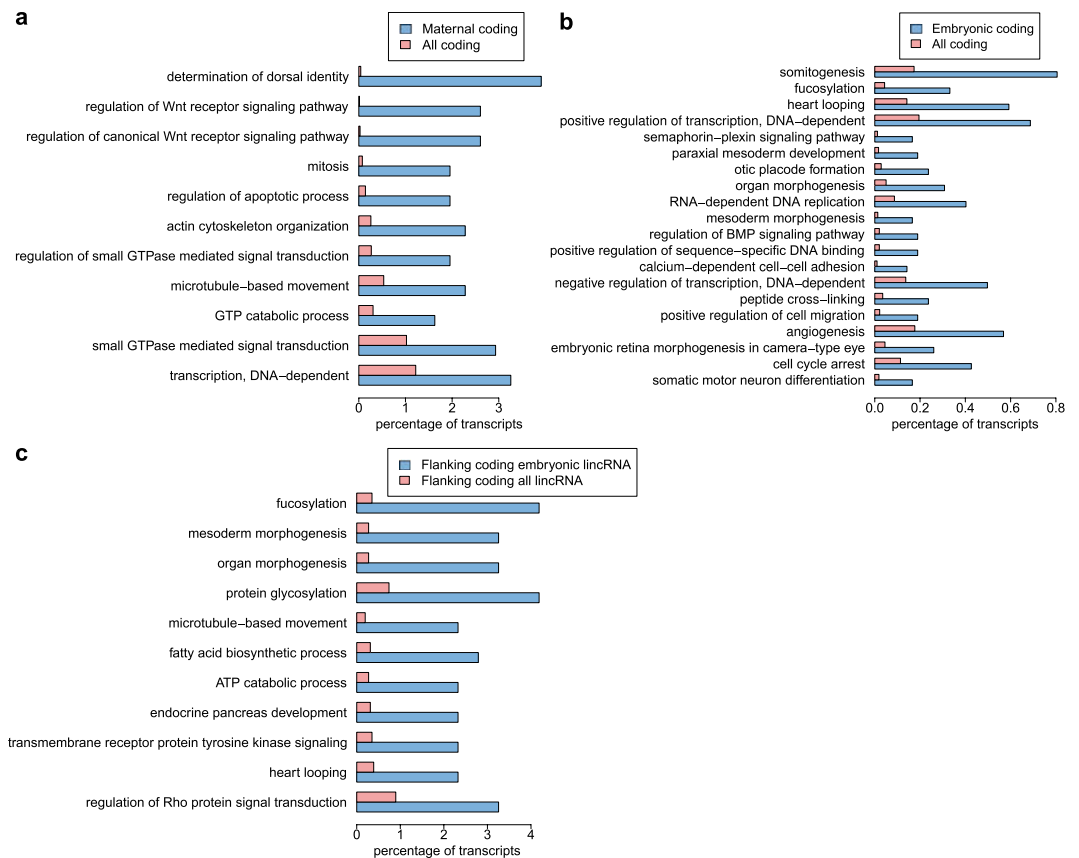 a
Maternal coding
All coding
determination of dorsal identity
regulation of Wnt receptor signaling pathway
regulation of canonical Wnt receptor signaling pathway
mitosis
regulation of apoptotic process
actin cytoskeleton organization
regulation of small GTPase mediated signal transduction
microtubule−based movement
GTP catabolic process
small GTPase mediated signal transduction
transcription, DNA−dependent
0 1 2 3
percentage of transcripts
b
Embryonic coding
All coding
somitogenesis
fucosylation
heart looping
positive regulation of transcription, DNA−dependent
semaphorin−plexin signaling pathway
paraxial mesoderm development
otic placode formation
organ morphogenesis
RNA−dependent DNA replication
mesoderm morphogenesis
regulation of BMP signaling pathway
positive regulation of sequence−specific DNA binding
calcium−dependent cell−cell adhesion
negative regulation of transcription, DNA−dependent
peptide cross−linking
positive regulation of cell migration
angiogenesis
embryonic retina morphogenesis in camera−type eye
cell cycle arrest
somatic motor neuron differentiation
0.0 0.2 0.4 0.6 0.8
percentage of transcripts
c
Flanking coding embryonic lincRNA
Flanking coding all lincRNA
fucosylation
mesoderm morphogenesis
organ morphogenesis
protein glycosylation
microtubule−based movement
fatty acid biosynthetic process
ATP catabolic process
endocrine pancreas development
transmembrane receptor protein tyrosine kinase signaling
heart looping
regulation of Rho protein signal transduction
0 1 2 3 4
percentage of transcripts